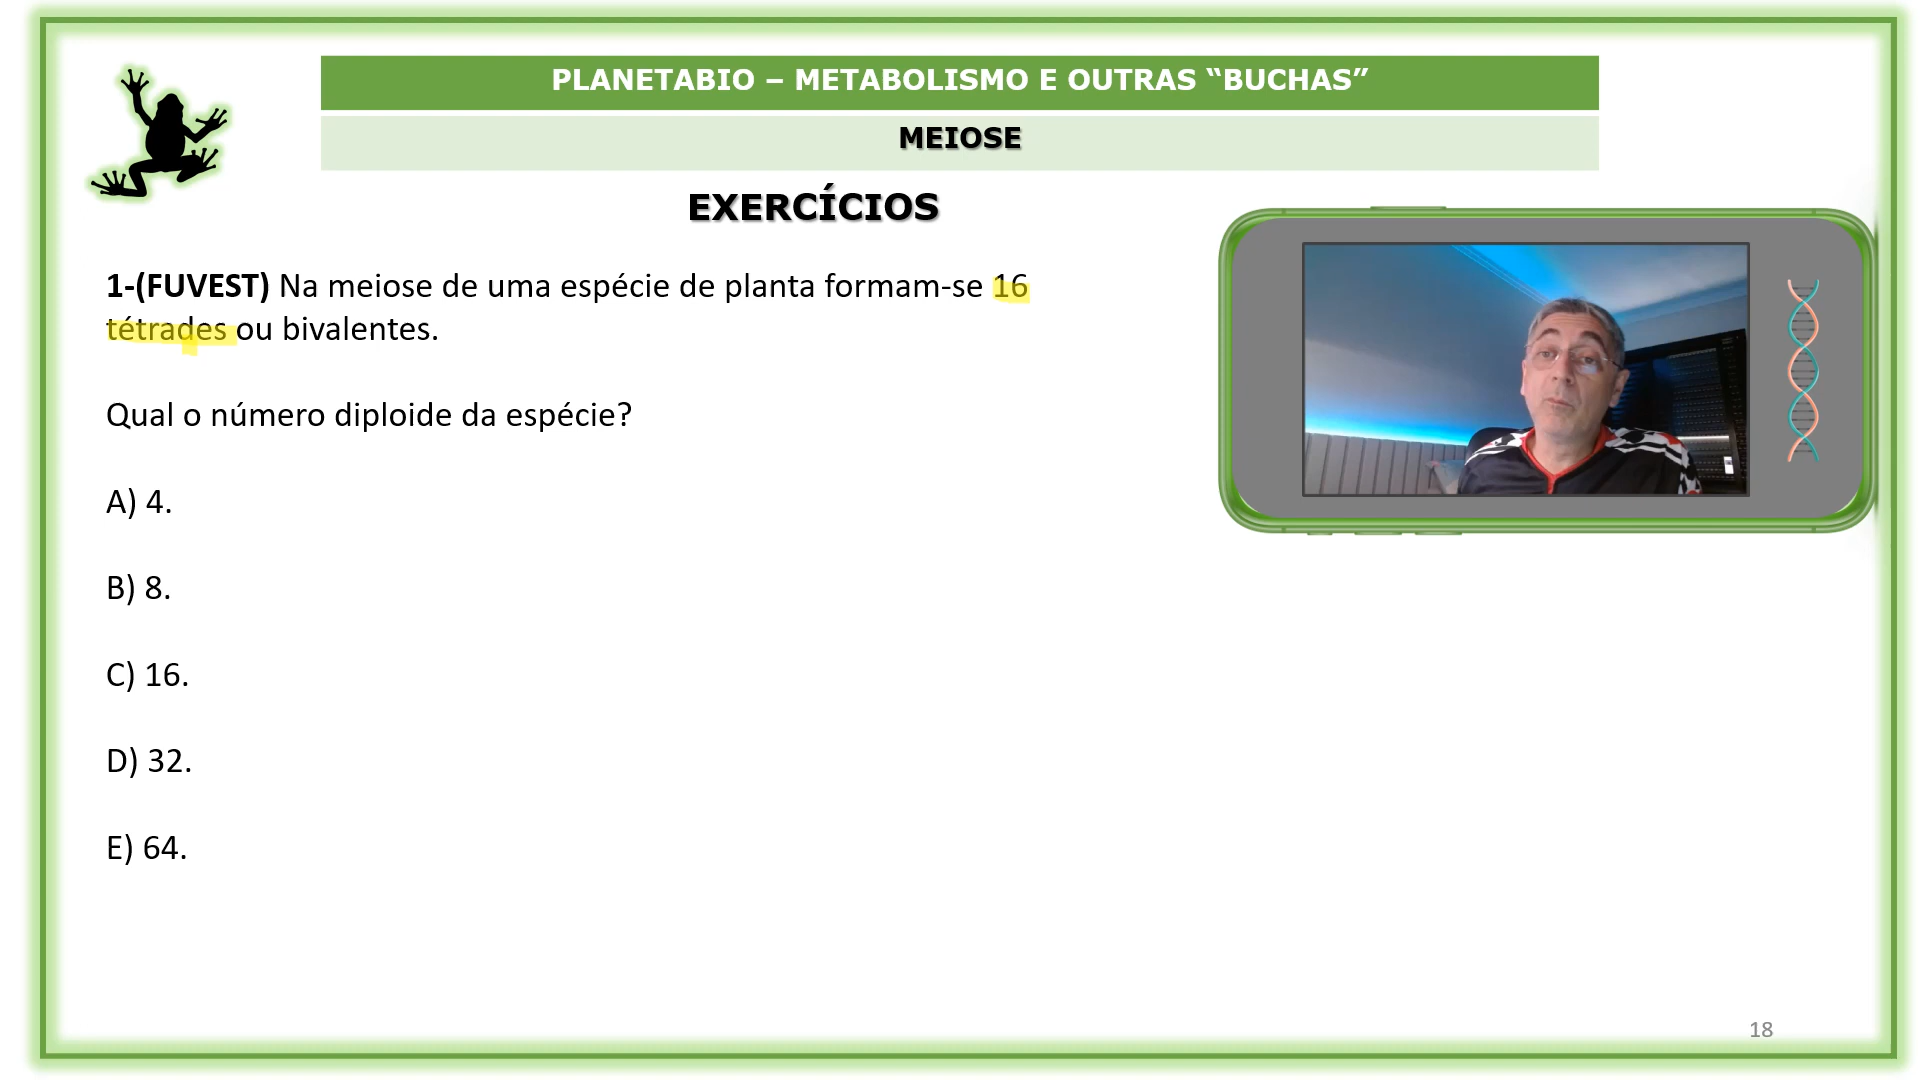 PLANETABIO – METABOLISMO E OUTRAS “BUCHAS”
MEIOSE
EXERCÍCIOS
1-(FUVEST) Na meiose de uma espécie de planta formam-se 16
tétrades ou bivalentes.
Qual o número diploide da espécie?
A) 4.
B) 8.
C) 16.
D) 32.
E) 64.
18